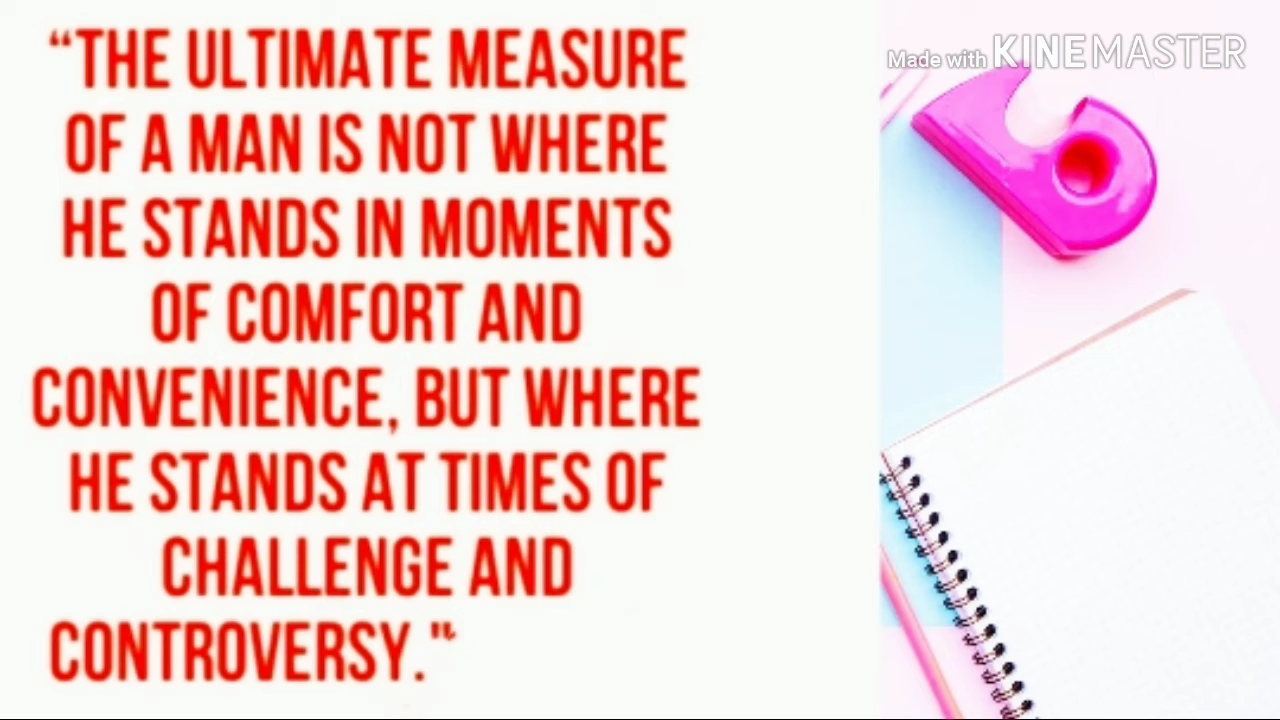 Made with KINEMASTER
“THE ULTIMATE MEASURE
OF A MAN IS NOT WHERE
HE STANDS IN MOMENTS
OF COMFORT AND
CONVENIENCE, BUT WHERE
HE STANDS AT TIMES OF
CHALLENGE AND
CONTROVERSY."